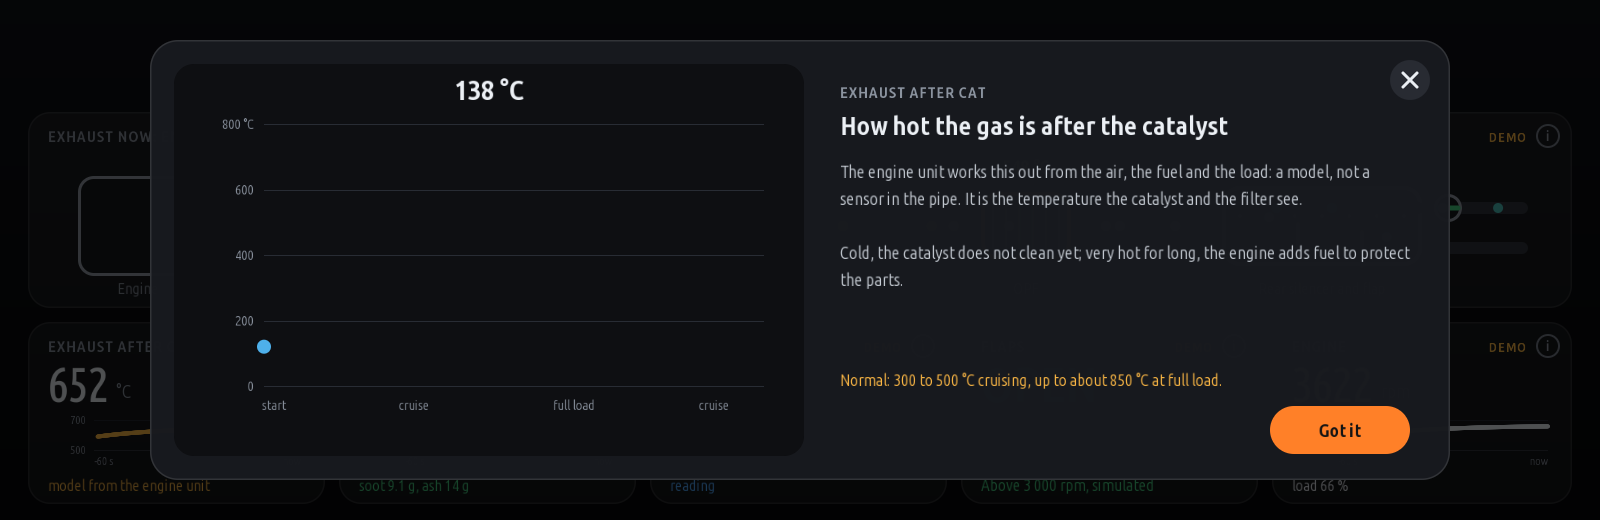 138 °C
800 °C
600
400
200
0
start
cruise
full load
cruise
EXHAUST AFTER CAT
How hot the gas is after the catalyst
The engine unit works this out from the air, the fuel and the load: a model, not a
sensor in the pipe. It is the temperature the catalyst and the filter see.
Cold, the catalyst does not clean yet; very hot for long, the engine adds fuel to protect
the parts.
Normal: 300 to 500 °C cruising, up to about 850 °C at full load.
Got it
EXHAUST NOW
Engin
DEMO
i
EXHAUST AFTE
652 °C
700
500
-60 s
model from the engine unit
soot 9.1 g, ash 14 g
reading
Above 3 000 rpm, simulated
DEMO
i
3622
now
load 66 %